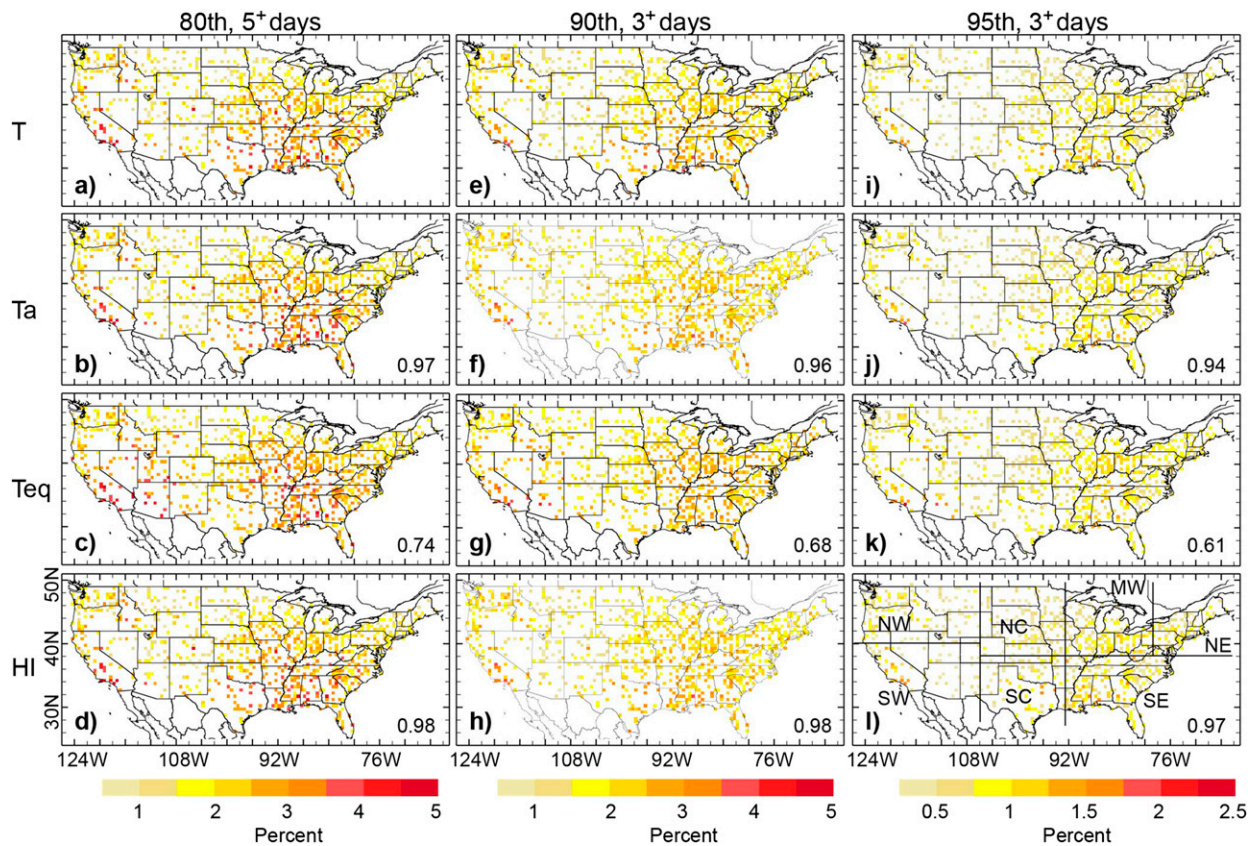 80th, 5+ days
90th, 3+ days
95th, 3+ days
T
a)
e)
i)
Ta
b)
0.97
f)
0.96
j)
0.94
Teq
c)
0.74
g)
0.68
k)
0.61
HI
50N
40N
30N
d)
0.98
h)
0.98
MW
NW
NC
NE
SW
SC
SE
l)
0.97
124W 108W 92W 76W
124W 108W 92W 76W
124W 108W 92W 76W
1 2 3 4 5
Percent
1 2 3 4 5
Percent
0.5 1 1.5 2 2.5
Percent